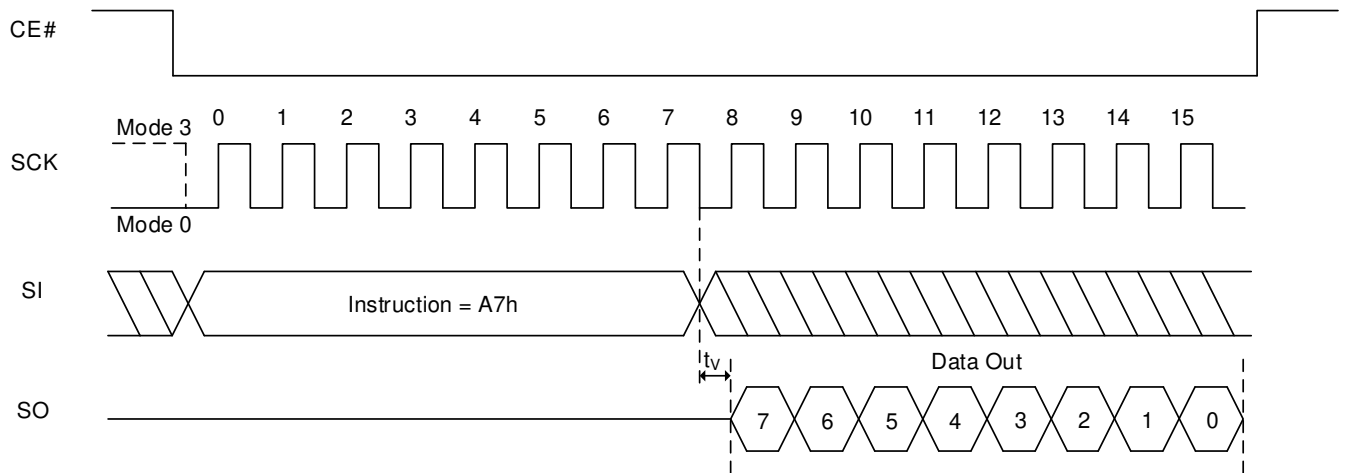 CE#
Mode 3
0 1 2 3 4 5 6 7 8 9 10 11 12 13 14 15
SCK
Mode 0
SI
Instruction = A7h
tV
Data Out
SO
7 6 5 4 3 2 1 0